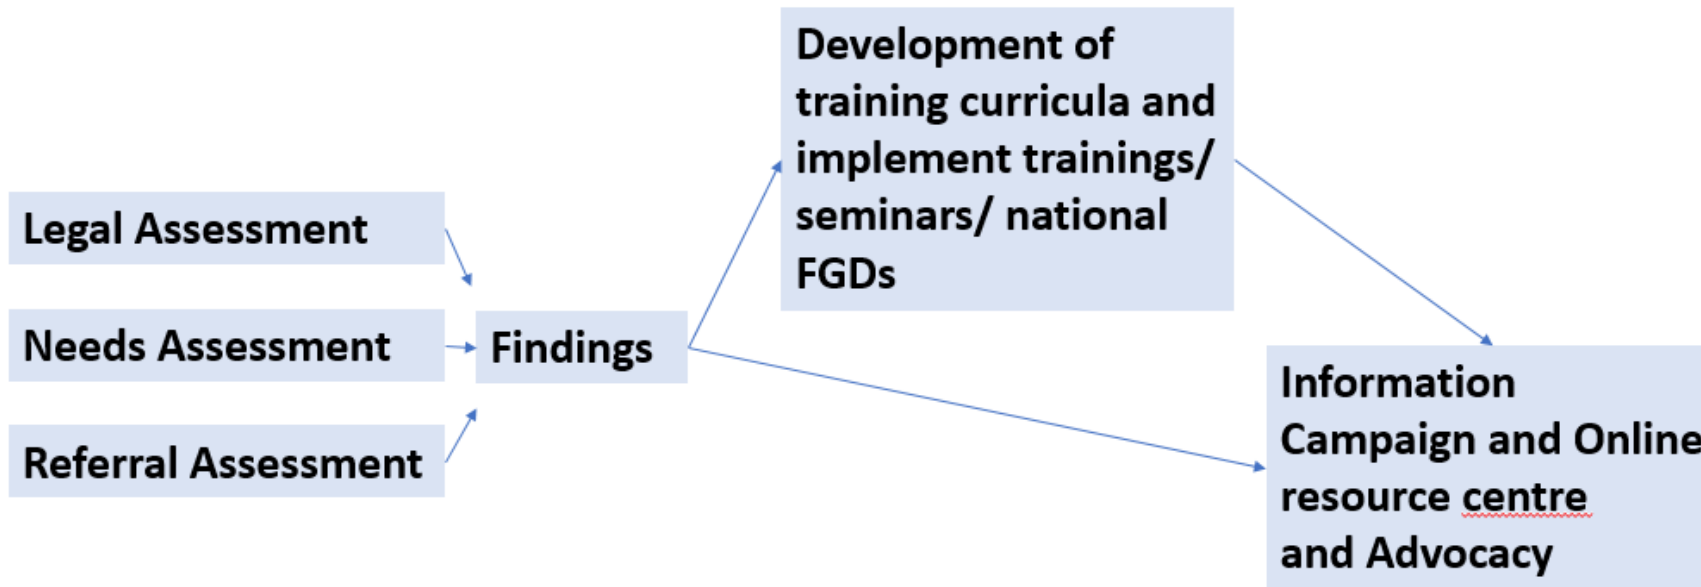 Legal Assessment
Needs Assessment
Referral Assessment
Findings
Development of
training curricula and
implement trainings/
seminars/ national
FGDs
Information
Campaign and Online
resource centre
and Advocacy